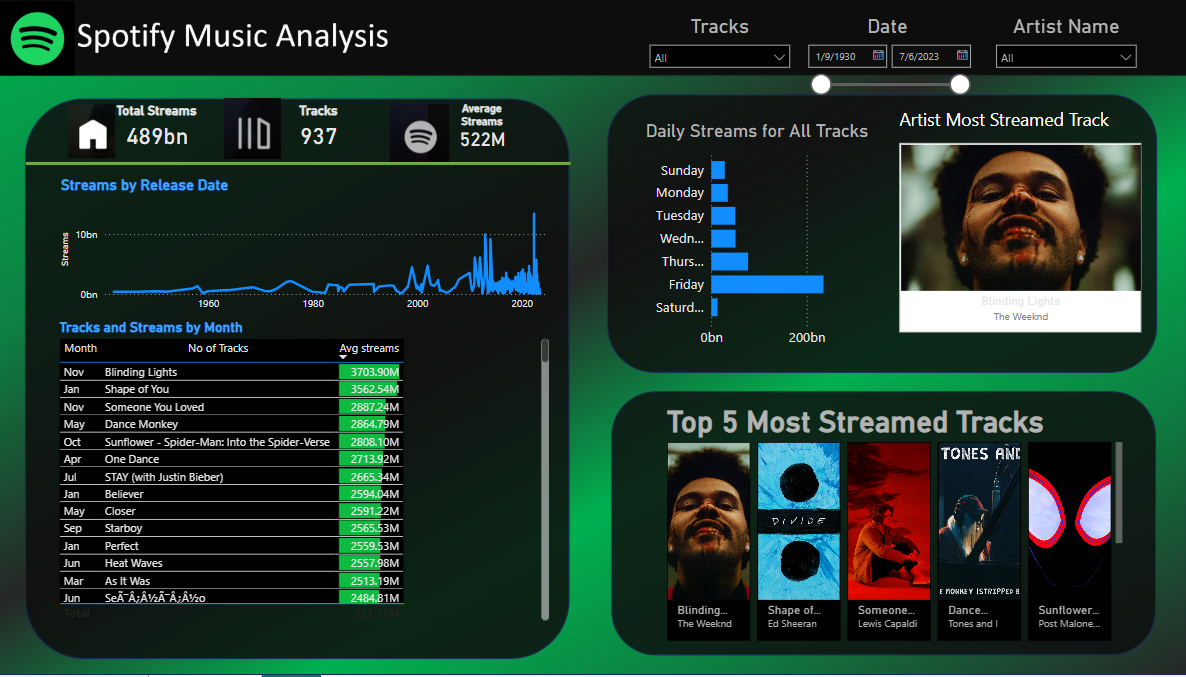 Spotify Music Analysis
Tracks
All
Date
1/9/1930
7/6/2023
Artist Name
All
Total Streams
489bn
Tracks
937
Average
Streams
522M
Streams by Release Date
Streams
10bn
0bn
1960
1980
2000
2020
Tracks and Streams by Month
Month No of Tracks Avg streams
Nov Blinding Lights 3703.90M
Jan Shape of You 3562.54M
Nov Someone You Loved 2887.24M
May Dance Monkey 2864.79M
Oct Sunflower - Spider-Man: Into the Spider-Verse 2808.10M
Apr One Dance 2713.92M
Jul STAY (with Justin Bieber) 2665.34M
Jan Believer 2594.04M
May Closer 2591.22M
Sep Starboy 2565.53M
Jan Perfect 2559.53M
Jun Heat Waves 2557.98M
Mar As It Was 2513.19M
Jun SeÃ¯Â¿Â½Ã¯Â¿Â½o 2484.81M
Total 521.89M
Daily Streams for All Tracks
Sunday
Monday
Tuesday
Wedn...
Thurs...
Friday
Saturd...
0bn
200bn
Artist Most Streamed Track
Blinding Lights
The Weeknd
Top 5 Most Streamed Tracks
DIVIDE
TONES AND
E MONKEY (STRIPPED B
Blinding...
The Weeknd
Shape of...
Ed Sheeran
Someone...
Lewis Capaldi
Dance...
Tones and I
Sunflower...
Post Malone...